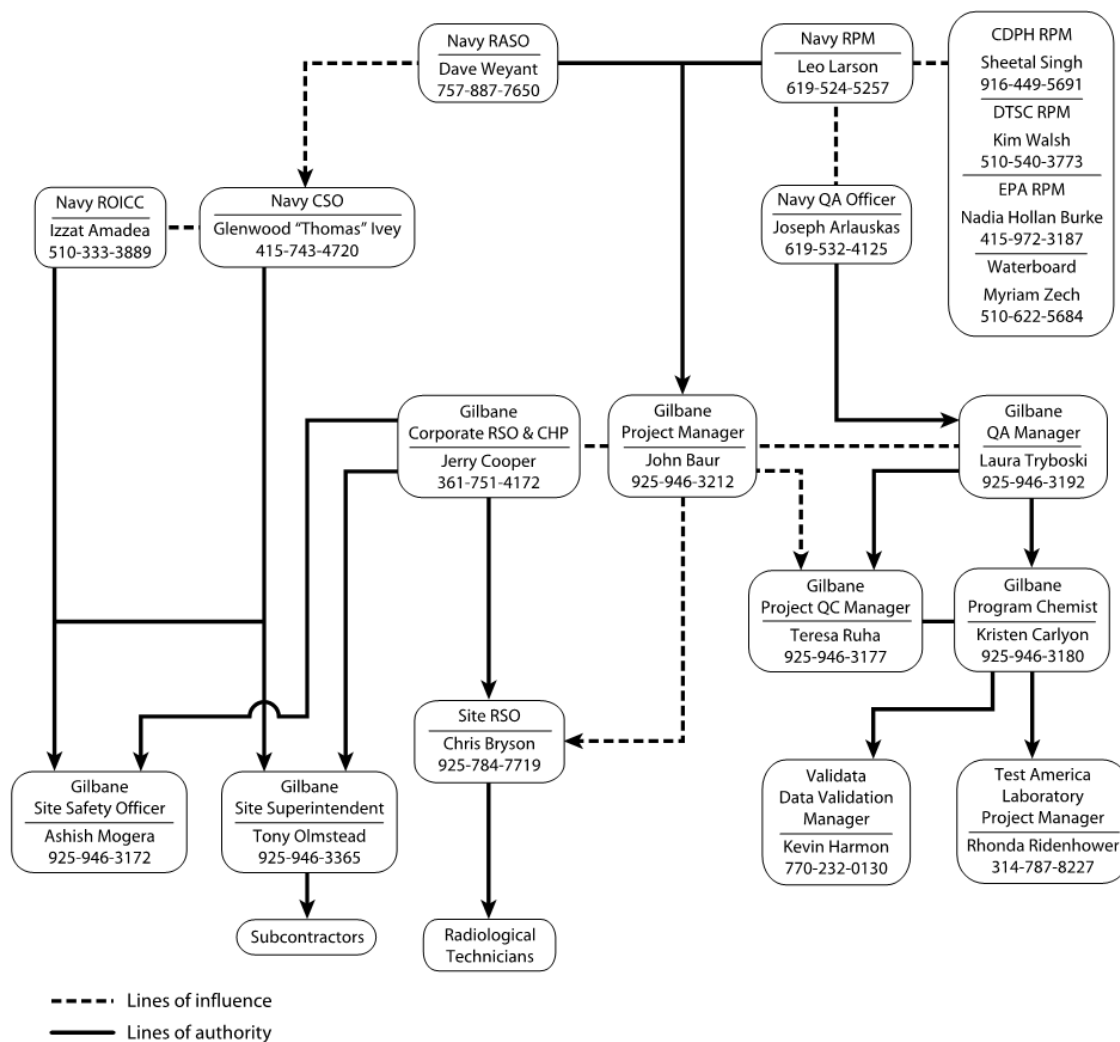 Navy RASO
Dave Weyant
757-887-7650
Navy RPM
Leo Larson
619-524-5257
CDPH RPM
Sheetal Singh
916-449-5691
DTSC RPM
Kim Walsh
510-540-3773
EPA RPM
Nadia Hollan Burke
415-972-3187
Waterboard
Myriam Zech
510-622-5684
Navy ROICC
Izzat Amadea
510-333-3889
Navy CSO
Glenwood “Thomas” Ivey
415-743-4720
Navy QA Officer
Joseph Arlauskas
619-532-4125
Gilbane
Corporate RSO & CHP
Jerry Cooper
361-751-4172
Gilbane
Project Manager
John Baur
925-946-3212
Gilbane
QA Manager
Laura Tryboski
925-946-3192
Gilbane
Project QC Manager
Teresa Ruha
925-946-3177
Gilbane
Program Chemist
Kristen Carlyon
925-946-3180
Site RSO
Chris Bryson
925-784-7719
Gilbane
Site Safety Officer
Ashish Mogera
925-946-3172
Gilbane
Site Superintendent
Tony Olmstead
925-946-3365
Validata
Data Validation
Manager
Kevin Harmon
770-232-0130
Test America
Laboratory
Project Manager
Rhonda Ridenhower
314-787-8227
Subcontractors
Radiological
Technicians
Lines of influence
Lines of authority